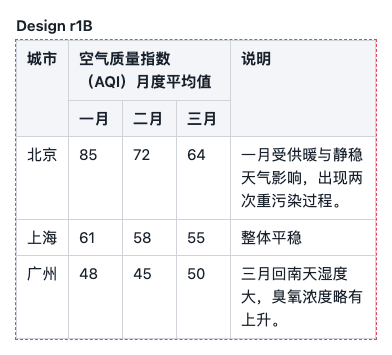 Design r1B
城市
空气质量指数
（AQI）月度平均值
说明
一月 二月 三月
北京 85 72 64 一月受供暖与静稳
天气影响，出现两
次重污染过程。
上海 61 58 55 整体平稳
广州 48 45 50 三月回南天湿度
大，臭氧浓度略有
上升。